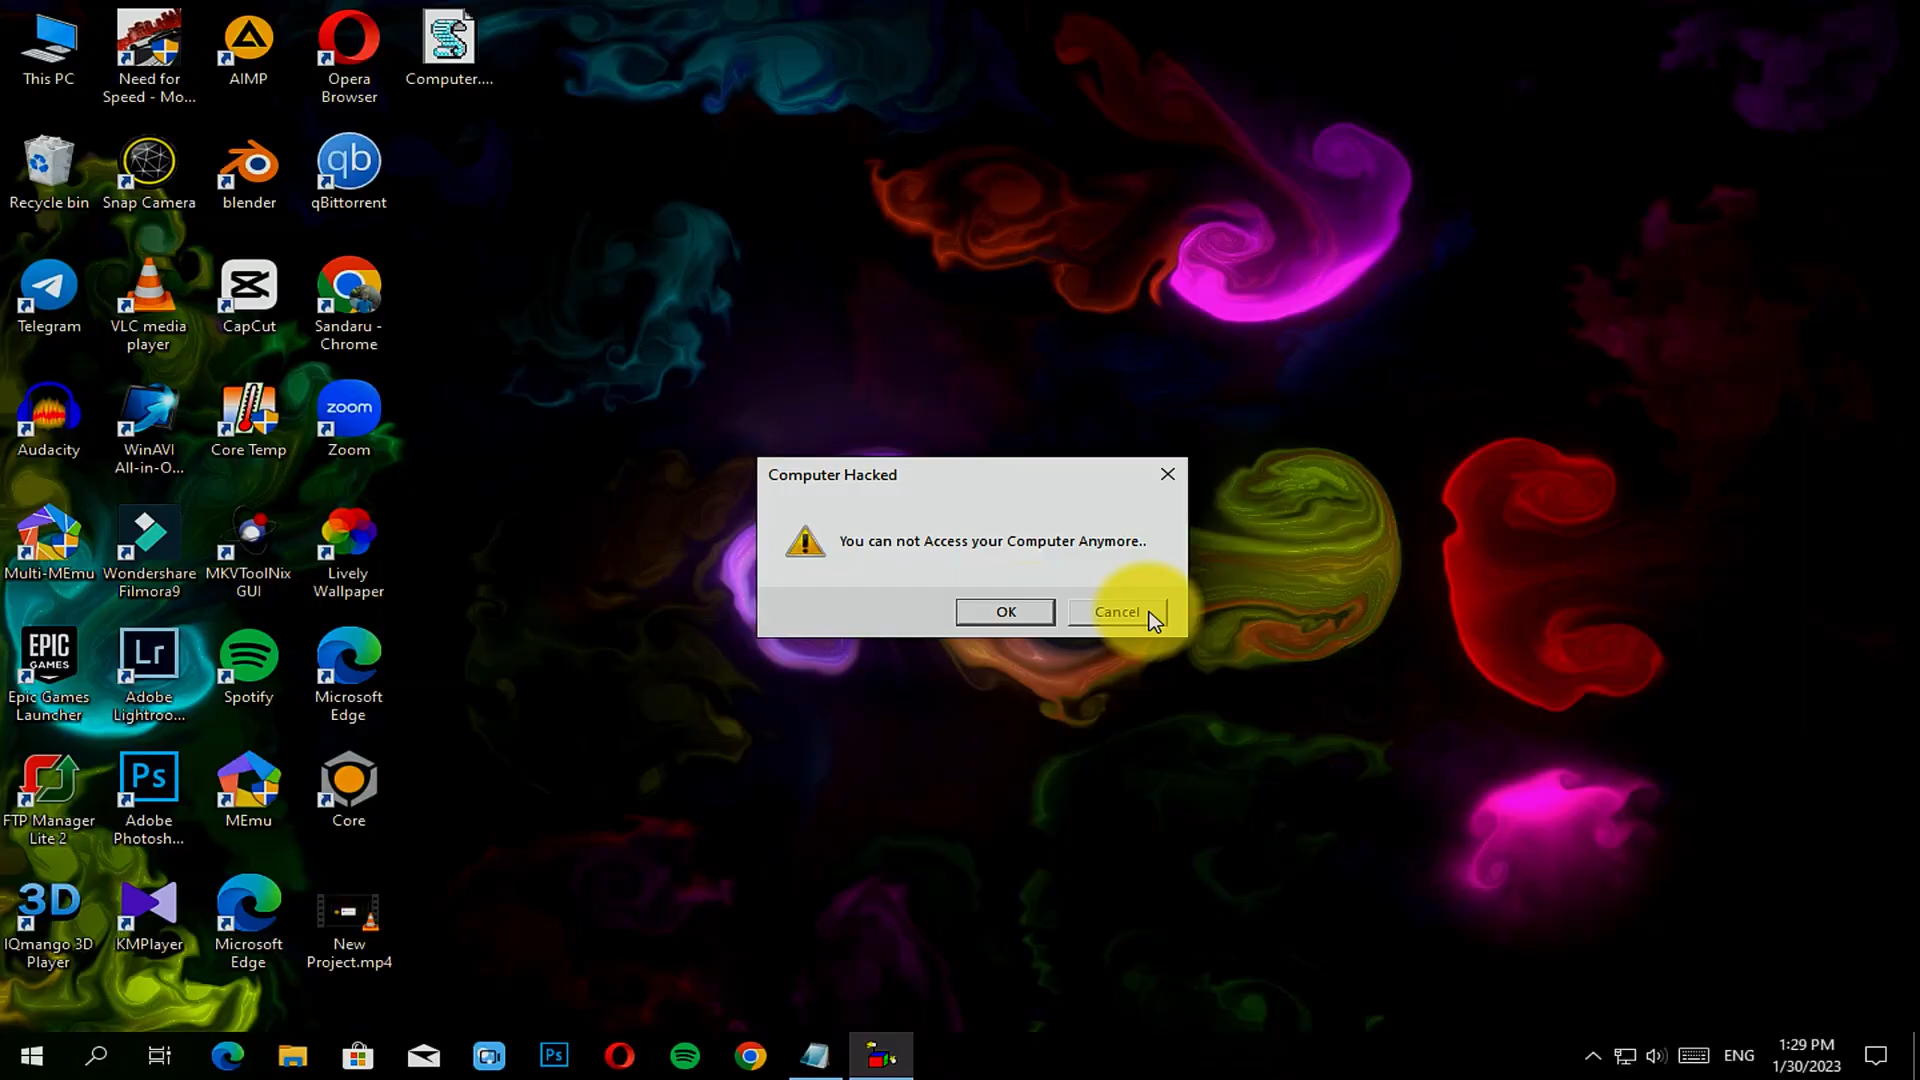 This PC
Need for
Speed - Mo...
AIMP
Opera
Browser
Computer....
Recycle bin
Snap Camera
blender
qb
qBittorrent
Telegram
VLC media
player
CapCut
Sandaru -
Chrome
Audacity
WinAVI
All-in-O...
Core Temp
zoom
Zoom
Multi-MEmu
Wondershare
Filmora9
MKVToolNix
GUI
Lively
Wallpaper
EPIC
GAMES
Epic Games
Launcher
Lr
Adobe
Lightroo...
Spotify
Microsoft
Edge
FTP Manager
Lite 2
Ps
Adobe
Photosh...
MEmu
Core
3D
IQmango 3D
Player
KMPlayer
Microsoft
Edge
New
Project.mp4
Computer Hacked
You can not Access your Computer Anymore..
OK
Cancel
Ps
ENG
1:29 PM
1/30/2023